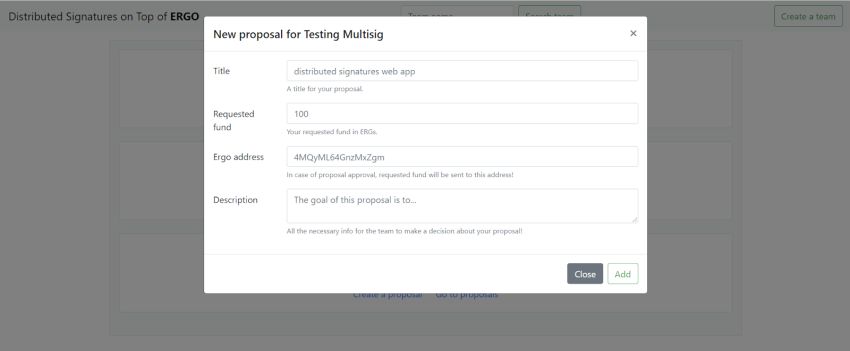 Distributed Signatures on Top of ERGO
Team name
Search team
Create a team
New proposal for Testing Multisig
×
Title
distributed signatures web app
A title for your proposal.
Requested
fund
100
Your requested fund in ERGs.
Ergo address
4MQyML64GnzMxZgm
In case of proposal approval, requested fund will be sent to this address!
Description
The goal of this proposal is to...
All the necessary info for the team to make a decision about your proposal!
Close
Add
Create a proposal
Go to proposals